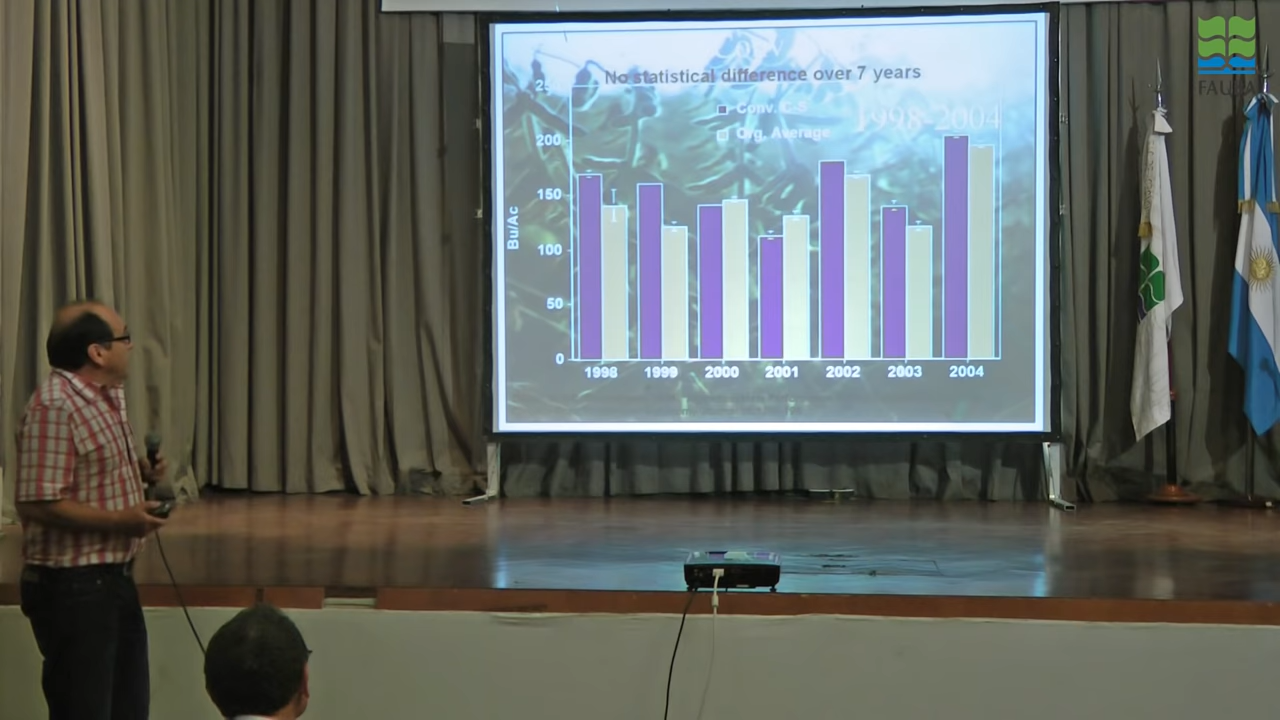 No statistical difference over 7 years
Conv. C-S
1998-2004
Org. Average
200
150
100
50
0
Bu/Ac
1998 1999 2000 2001 2002 2003 2004